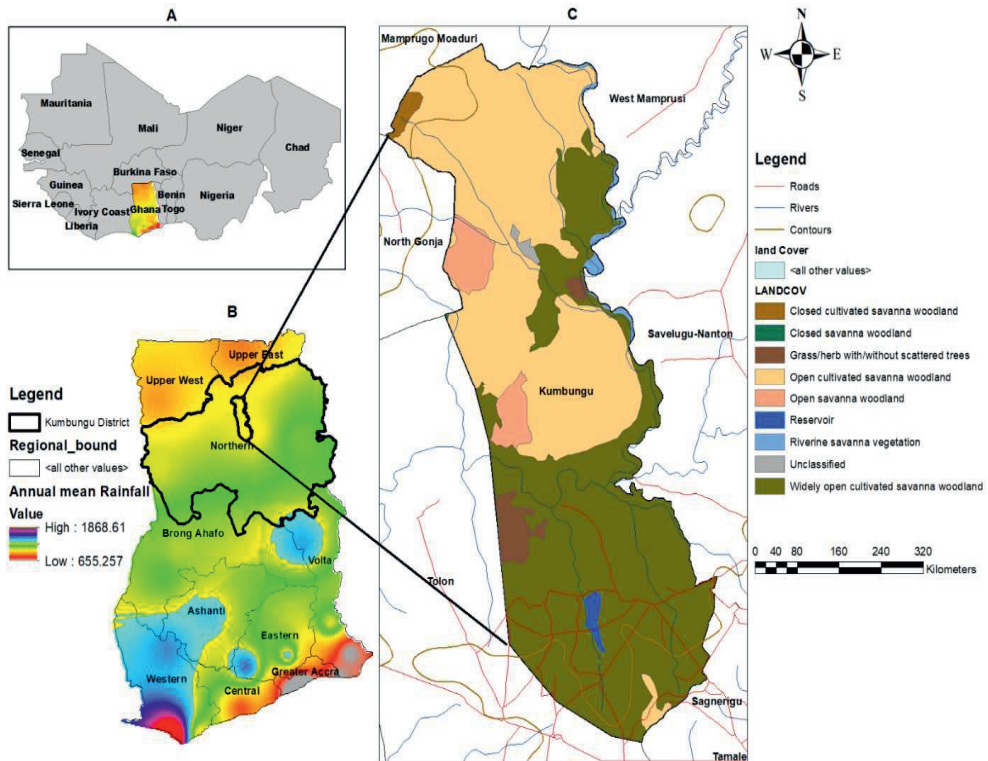 A
Mauritania
Mali
Niger
Chad
Senegal
Burkina Faso
Guinea
Benin
Nigeria
Sierra Leone
Ivory Coast
Ghana
Togo
Liberia
B
Upper East
Upper West
Northern
Brong Ahafo
Volta
Ashanti
Eastern
Western
Central
Greater Accra
Legend
Kumbungu District
Regional_bound
<all other values>
Annual mean Rainfall
Value
High : 1868.61
Low : 655.257
C
Mamprugo Moaduri
West Mamprusi
North Gonja
Savelugu-Nanton
Kumbungu
Tolon
Sagnerigu
Tamale
N
W
E
S
Legend
Roads
Rivers
Contours
land Cover
<all other values>
LANDCOV
Closed cultivated savanna woodland
Closed savanna woodland
Grass/herb with/without scattered trees
Open cultivated savanna woodland
Open savanna woodland
Reservoir
Riverine savanna vegetation
Unclassified
Widely open cultivated savanna woodland
0 40 80 160 240 320
Kilometers